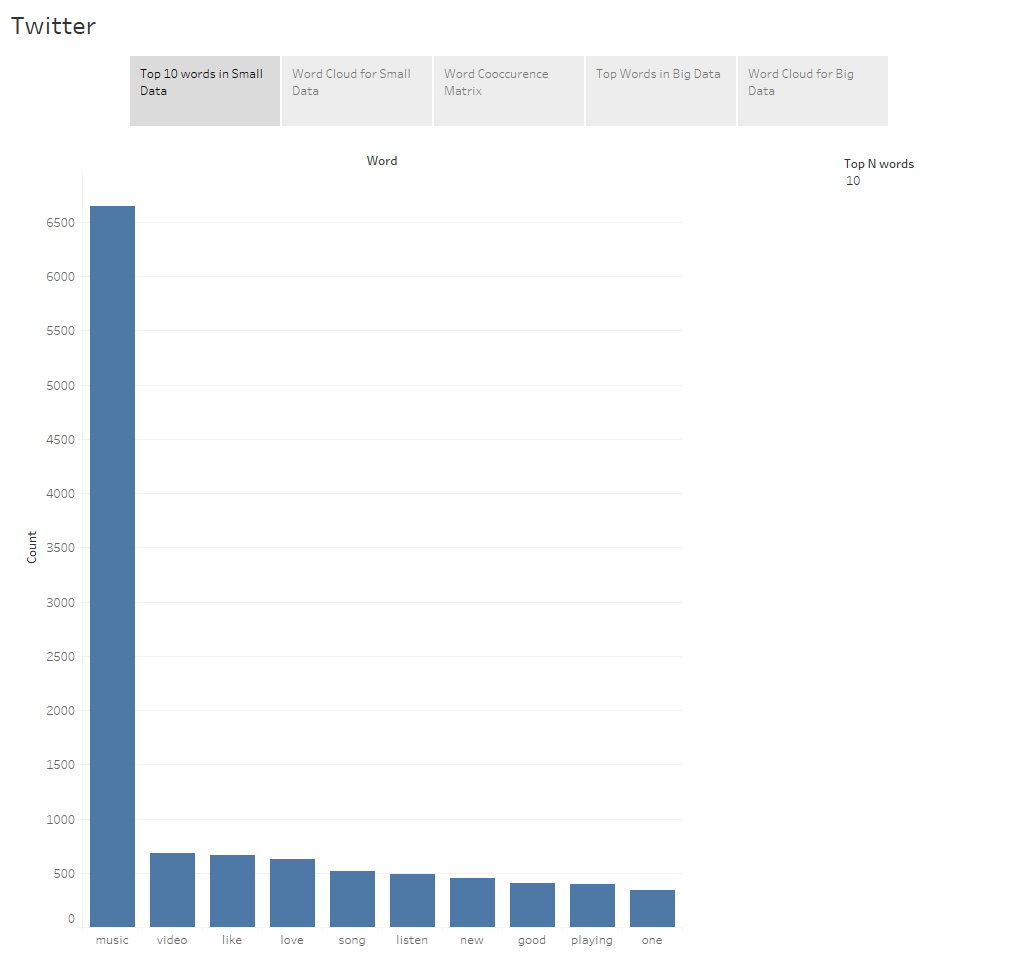 Twitter
Top 10 words in Small
Data
Word Cloud for Small
Data
Word Cooccurence
Matrix
Top Words in Big Data
Word Cloud for Big
Data
Word
Top N words
10
6500
6000
5500
5000
4500
4000
3500
3000
2500
2000
1500
1000
500
0
Count
music video like love song listen new good playing one